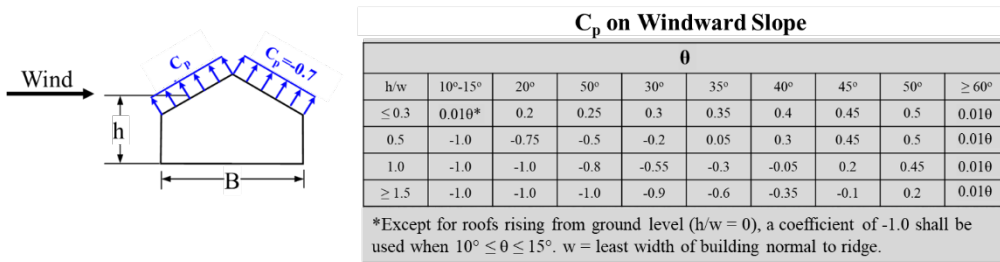 C_p on Windward Slope
C_p
C_p=-0.7
Wind
h
B
θ
h/w 10°-15° 20° 50° 30° 35° 40° 45° 50° ≥ 60°
≤ 0.3 0.01θ* 0.2 0.25 0.3 0.35 0.4 0.45 0.5 0.01θ
0.5 -1.0 -0.75 -0.5 -0.2 0.05 0.3 0.45 0.5 0.01θ
1.0 -1.0 -1.0 -0.8 -0.55 -0.3 -0.05 0.2 0.45 0.01θ
≥ 1.5 -1.0 -1.0 -1.0 -0.9 -0.6 -0.35 -0.1 0.2 0.01θ
*Except for roofs rising from ground level (h/w = 0), a coefficient of -1.0 shall be
used when 10° ≤ θ ≤ 15°. w = least width of building normal to ridge.